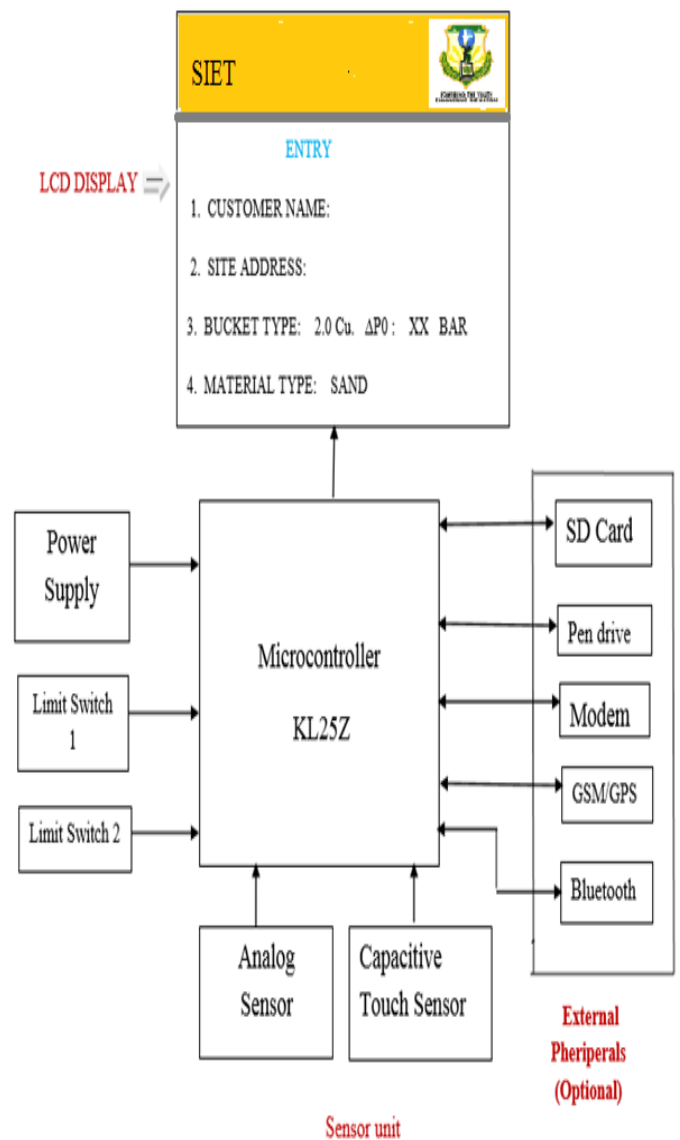 SIET
ENTRY
LCD DISPLAY
1. CUSTOMER NAME:
2. SITE ADDRESS:
3. BUCKET TYPE: 2.0 Cu. ΔP0 : XX BAR
4. MATERIAL TYPE: SAND
Power
Supply
Limit Switch
1
Limit Switch 2
Microcontroller
KL25Z
SD Card
Pen drive
Modem
GSM/GPS
Bluetooth
Analog
Sensor
Capacitive
Touch Sensor
External
Pheriperals
(Optional)
Sensor unit